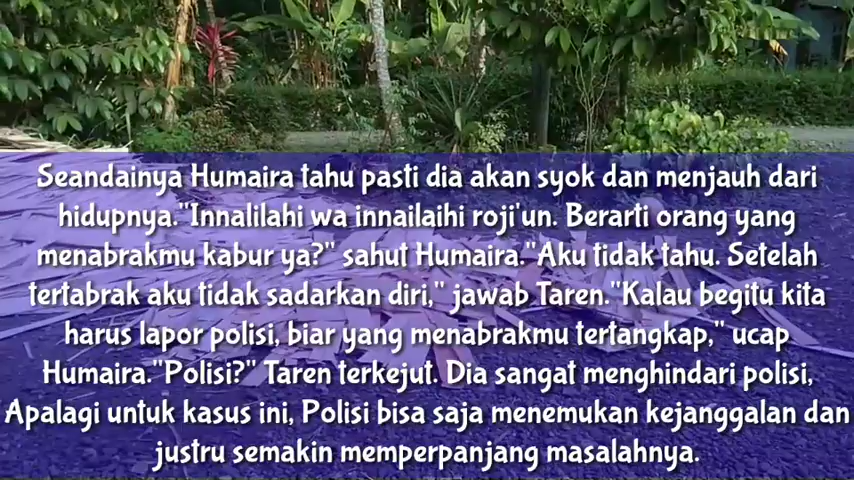 Seandainya Humaira tahu pasti dia akan syok dan menjauh dari
hidupnya."Innalilahi wa innailaihi roji'un. Berarti orang yang
menabrakmu kabur ya?" sahut Humaira."Aku tidak tahu. Setelah
tertabrak aku tidak sadarkan diri," jawab Taren."Kalau begitu kita
harus lapor polisi, biar yang menabrakmu tertangkap," ucap
Humaira."Polisi?" Taren terkejut. Dia sangat menghindari polisi,
Apalagi untuk kasus ini, Polisi bisa saja menemukan kejanggalan dan
justru semakin memperpanjang masalahnya.